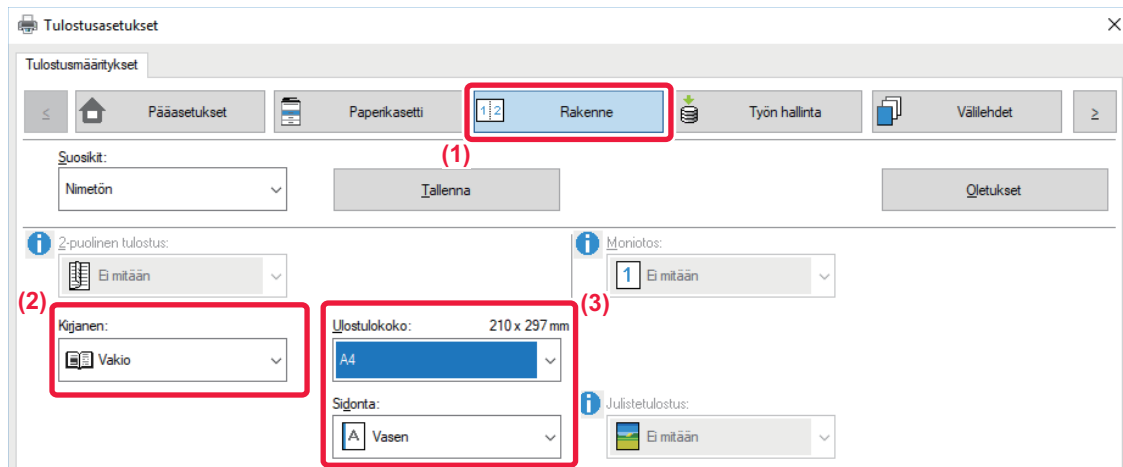 Tulostusasetukset
Tulostusmääritykset
≤ Pääasetukset Paperikasetti 1 2 Rakenne Työn hallinta Välilehdet ≥
(1)
Suosikit:
Nimetön Tallenna Oletukset
2-puolinen tulostus: Moniotos:
Ei mitään 1 Ei mitään
(2) (3)
Kirjanen: Ulostulokoko: 210 x 297 mm
Vakio A4
Sidonta: Julistetulostus:
A Vasen Ei mitään